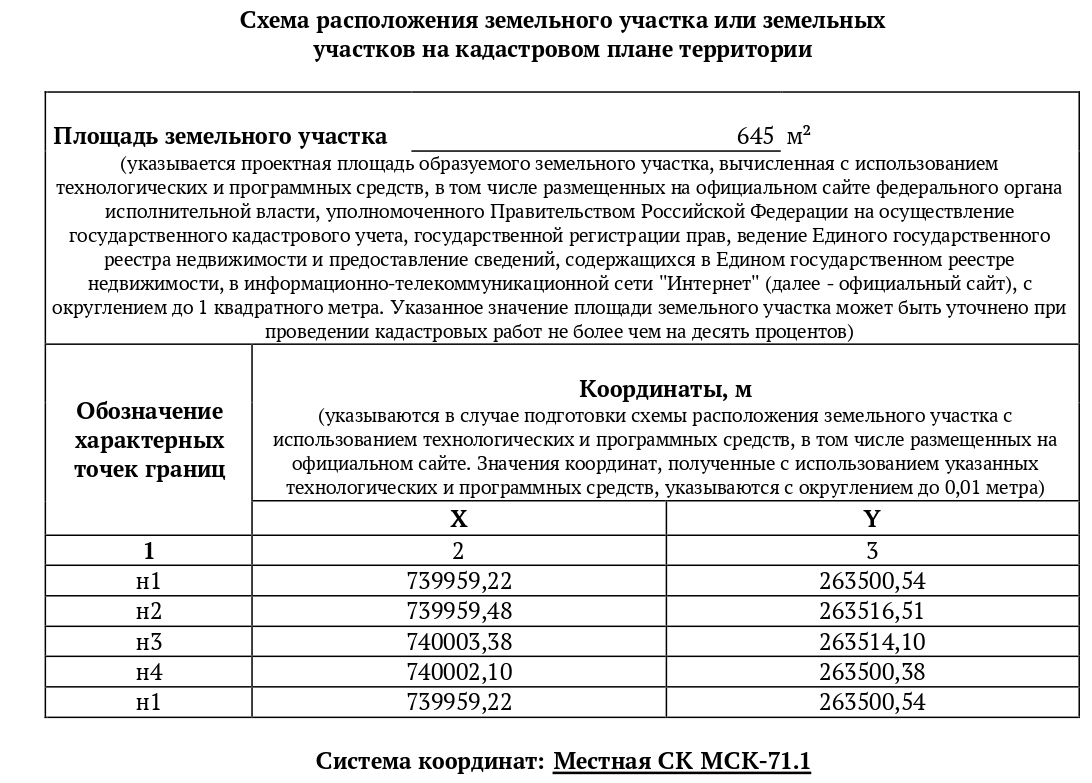 Схема расположения земельного участка или земельных
участков на кадастровом плане территории
Площадь земельного участка 645 м²
(указывается проектная площадь образуемого земельного участка, вычисленная с использованием
технологических и программных средств, в том числе размещенных на официальном сайте федерального органа
исполнительной власти, уполномоченного Правительством Российской Федерации на осуществление
государственного кадастрового учета, государственной регистрации прав, ведение Единого государственного
реестра недвижимости и предоставление сведений, содержащихся в Едином государственном реестре
недвижимости, в информационно-телекоммуникационной сети "Интернет" (далее - официальный сайт), с
округлением до 1 квадратного метра. Указанное значение площади земельного участка может быть уточнено при
проведении кадастровых работ не более чем на десять процентов)
Обозначение
характерных
точек границ
Координаты, м
(указываются в случае подготовки схемы расположения земельного участка с
использованием технологических и программных средств, в том числе размещенных на
официальном сайте. Значения координат, полученные с использованием указанных
технологических и программных средств, указываются с округлением до 0,01 метра)
X Y
1 2 3
н1 739959,22 263500,54
н2 739959,48 263516,51
н3 740003,38 263514,10
н4 740002,10 263500,38
н1 739959,22 263500,54
Система координат: Местная СК МСК-71.1